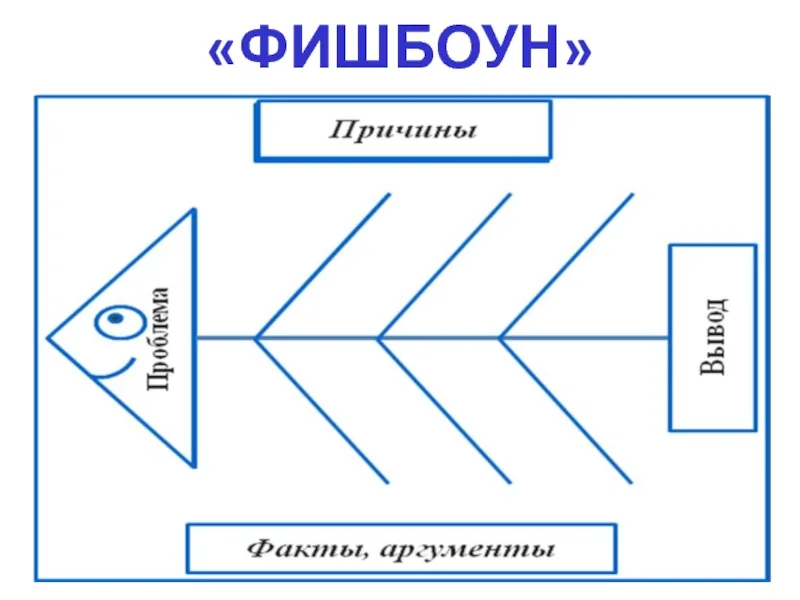 «ФИШБОУН»
Причины
Проблема
Вывод
Факты, аргументы